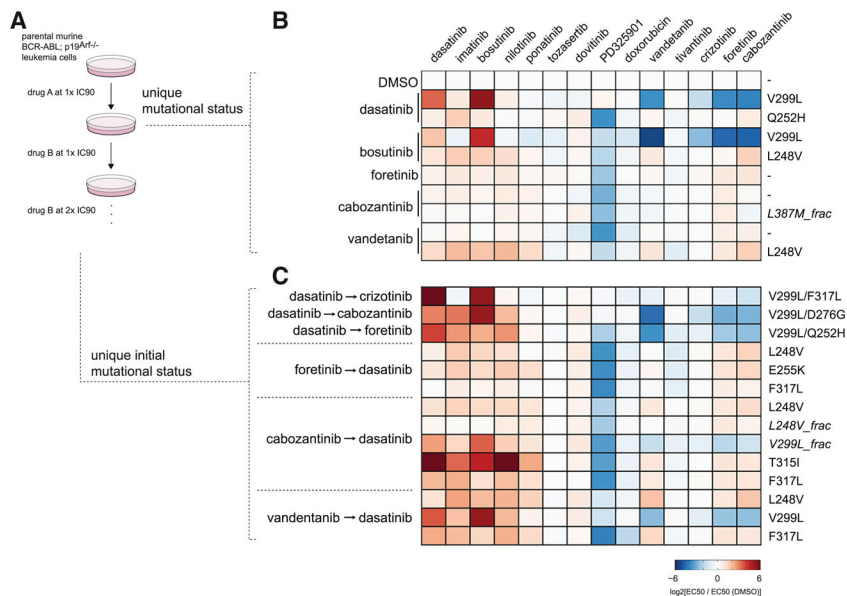 A
parental murine
BCR-ABL; p19Arf-/-
leukemia cells
drug A at 1x IC90
drug B at 1x IC90
drug B at 2x IC90
unique
mutational status
unique initial
mutational status
B
dasatinib
imatinib
bosutinib
nilotinib
ponatinib
tozasertib
dovitinib
PD325901
doxorubicin
vandetanib
tivantinib
crizotinib
foretinib
cabozantinib
DMSO
-
dasatinib
V299L
Q252H
bosutinib
V299L
L248V
foretinib
-
cabozantinib
-
L387M_frac
vandetanib
-
L248V
C
dasatinib → crizotinib
V299L/F317L
dasatinib → cabozantinib
V299L/D276G
dasatinib → foretinib
V299L/Q252H
foretinib → dasatinib
L248V
E255K
F317L
cabozantinib → dasatinib
L248V
L248V_frac
V299L_frac
T315I
F317L
vandentanib → dasatinib
L248V
V299L
F317L
−6 0 6
log2[EC50 / EC50 (DMSO)]